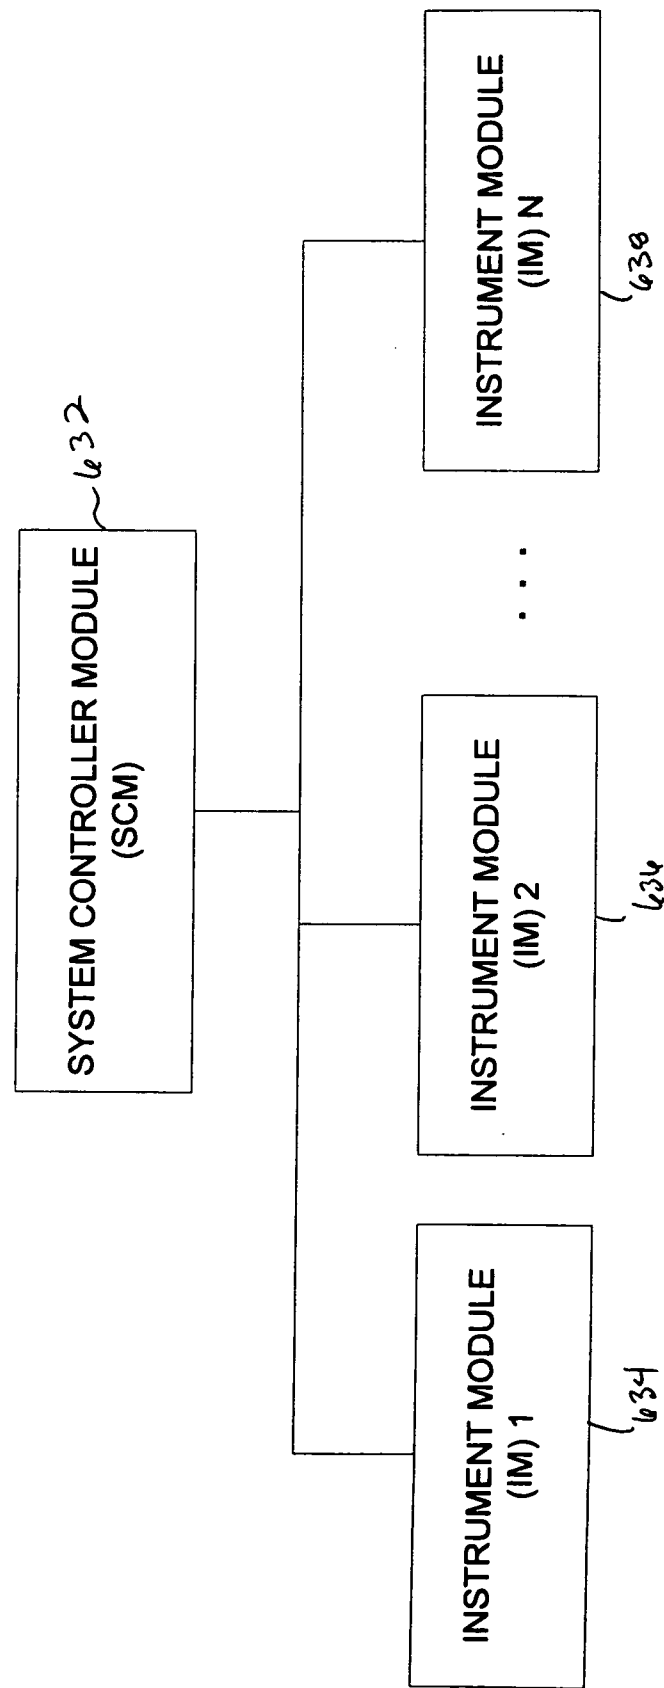 SYSTEM CONTROLLER MODULE
(SCM)
632
INSTRUMENT MODULE
(IM) 1
634
INSTRUMENT MODULE
(IM) 2
636
. . .
INSTRUMENT MODULE
(IM) N
638